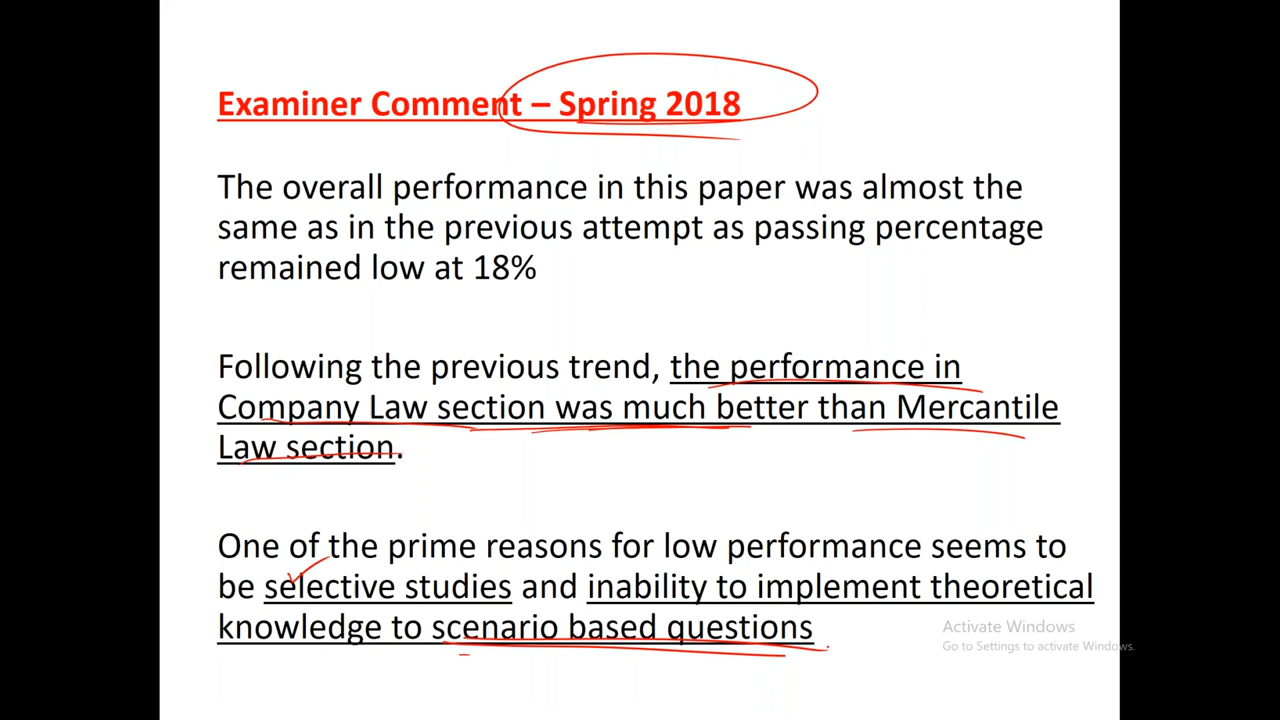 Examiner Comment – Spring 2018
The overall performance in this paper was almost the
same as in the previous attempt as passing percentage
remained low at 18%
Following the previous trend, the performance in
Company Law section was much better than Mercantile
Law section.
One of the prime reasons for low performance seems to
be selective studies and inability to implement theoretical
knowledge to scenario based questions
Activate Windows
Go to Settings to activate Windows.